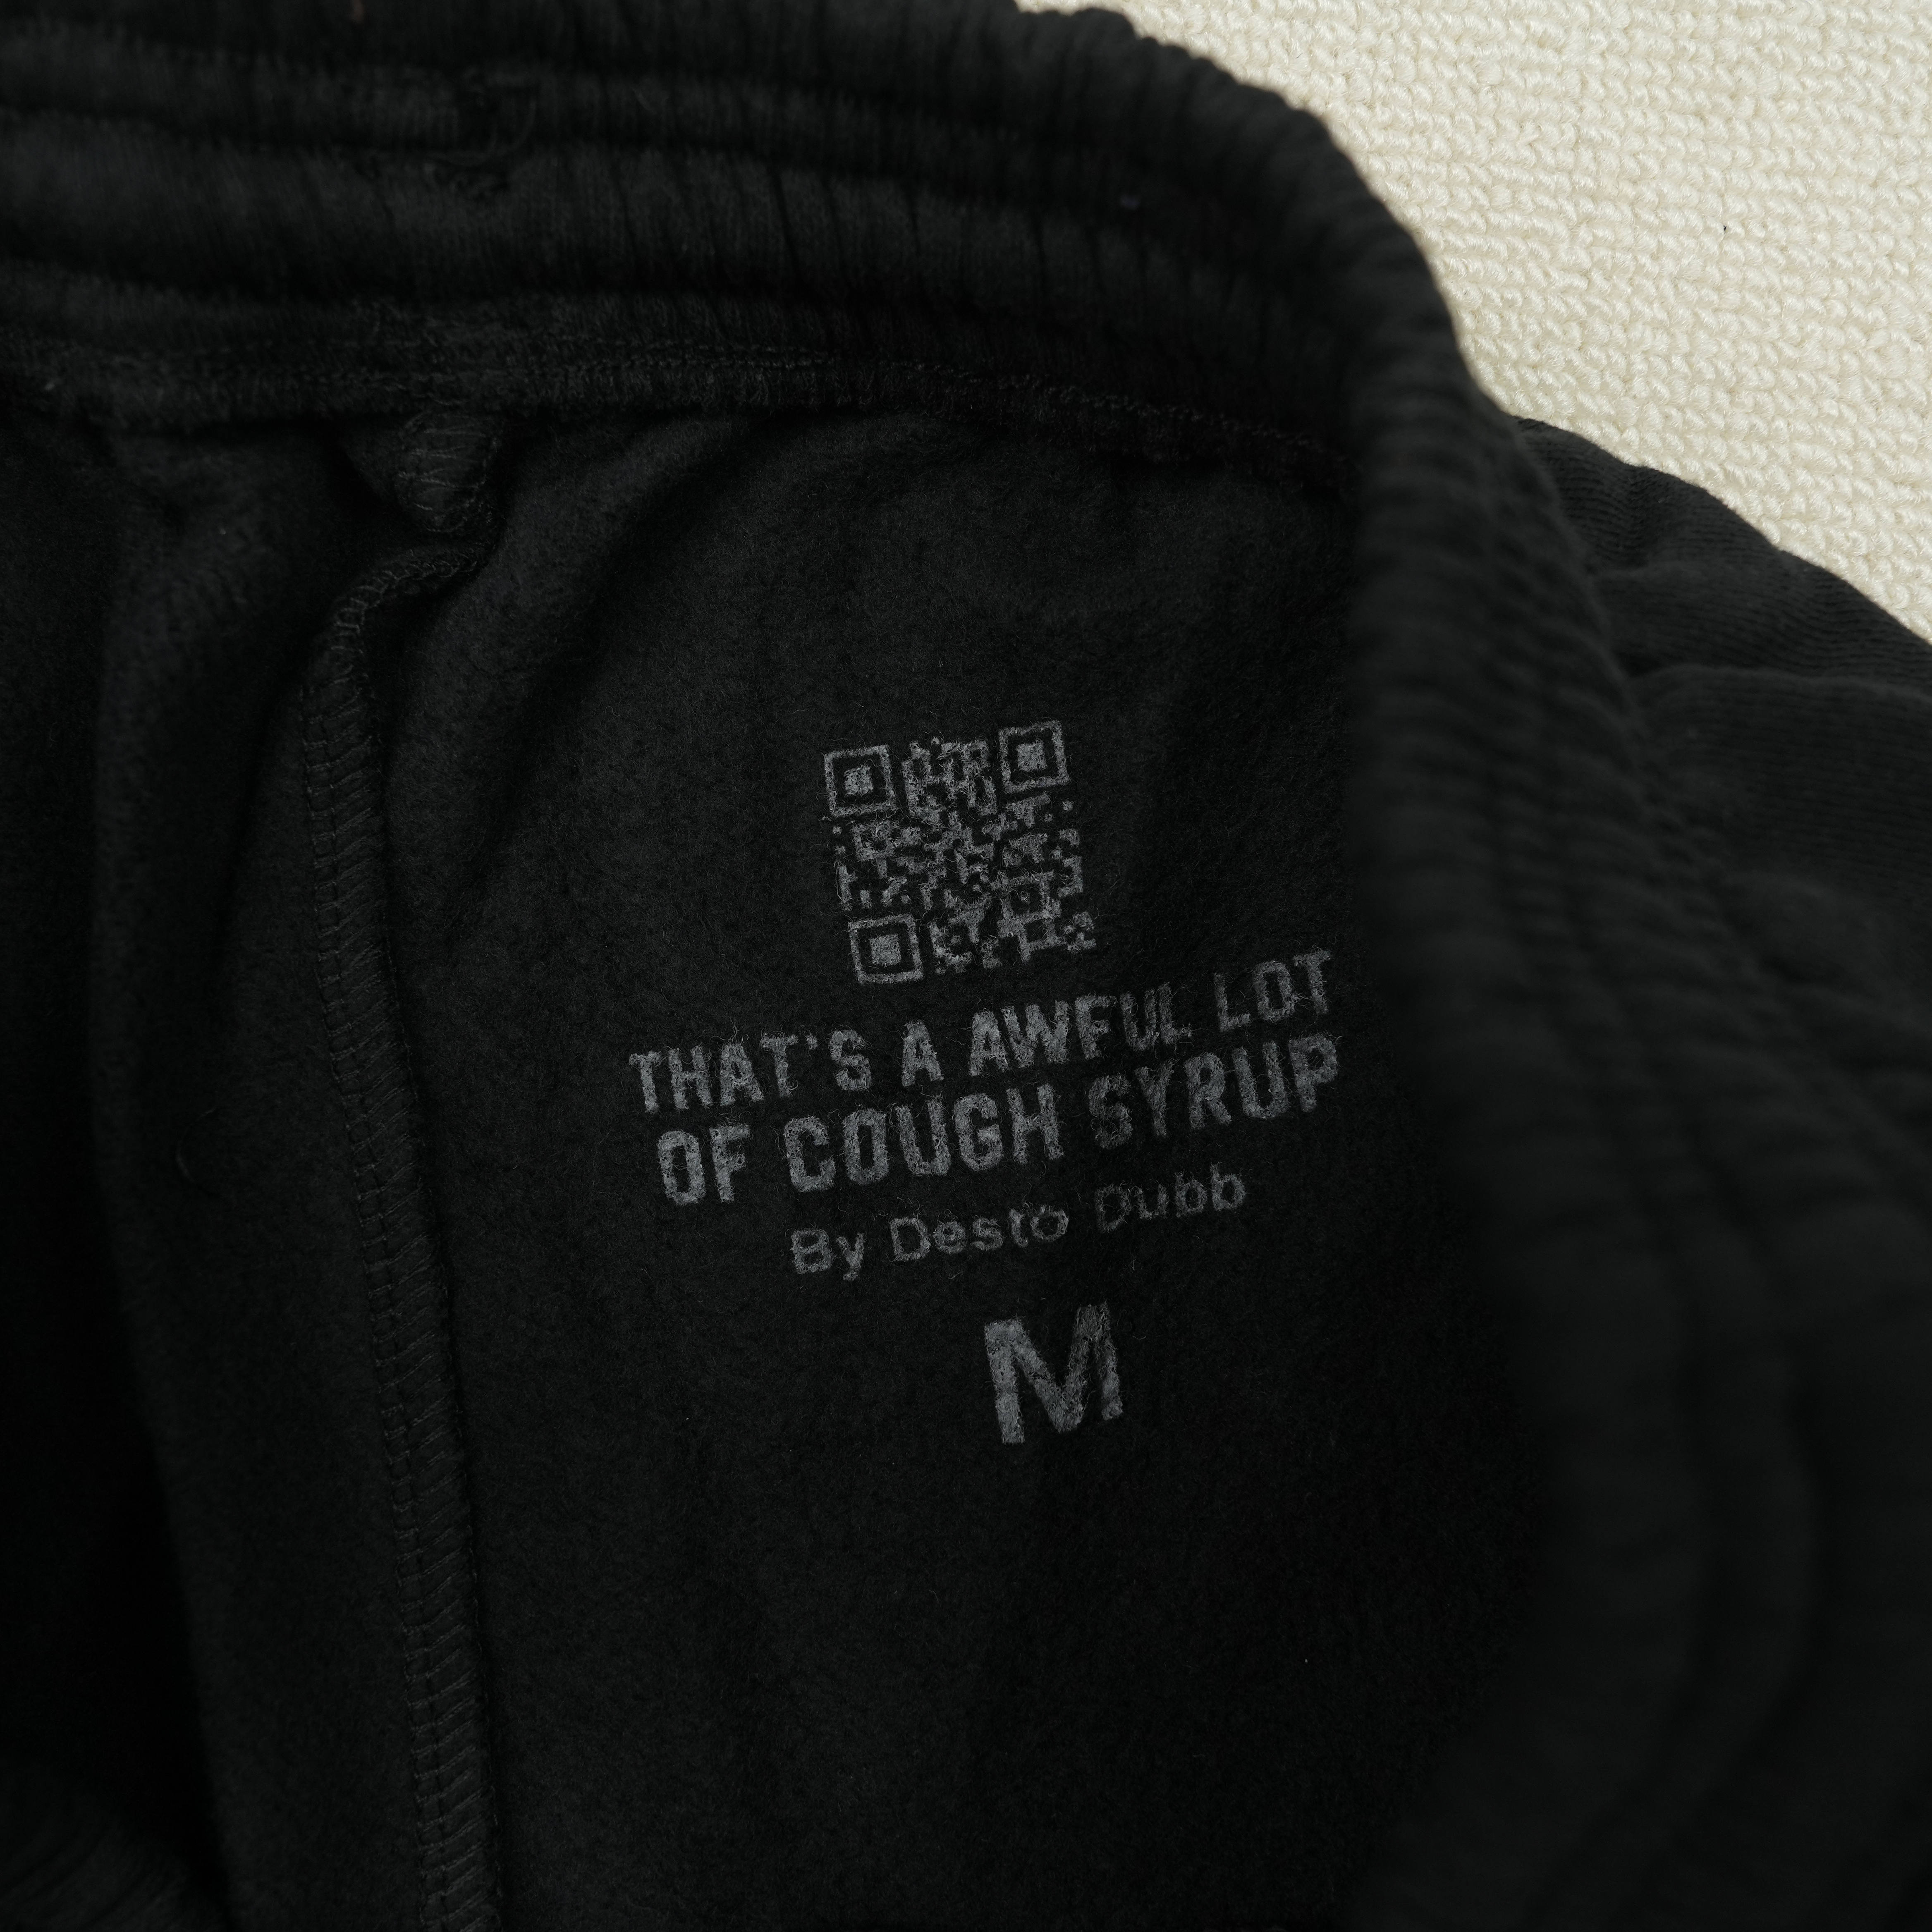 THAT'S A AWFUL LOT
OF COUGH SYRUP
By Desto Dubb
M